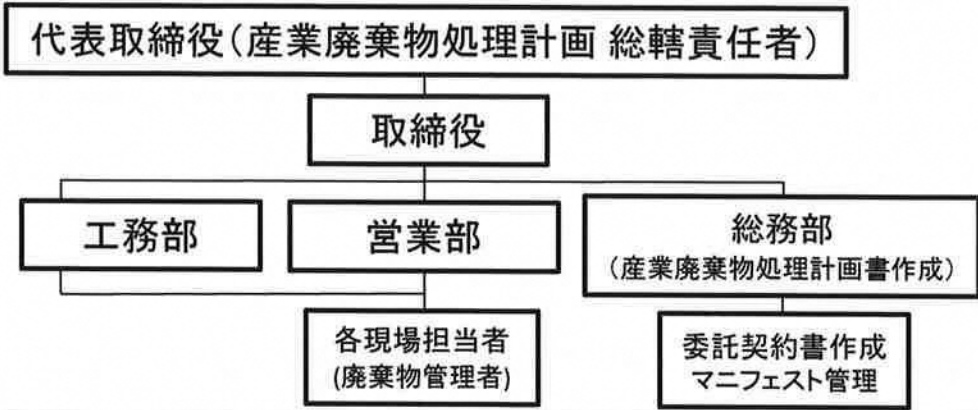 代表取締役(産業廃棄物処理計画 総轄責任者)
取締役
工務部
営業部
総務部
(産業廃棄物処理計画書作成)
各現場担当者
(廃棄物管理者)
委託契約書作成
マニフェスト管理